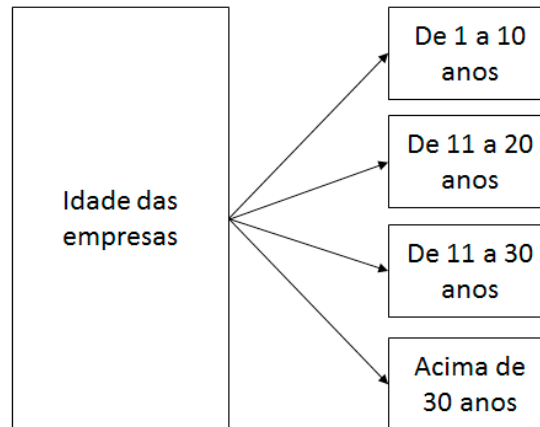 Idade das
empresas
De 1 a 10
anos
De 11 a 20
anos
De 11 a 30
anos
Acima de
30 anos